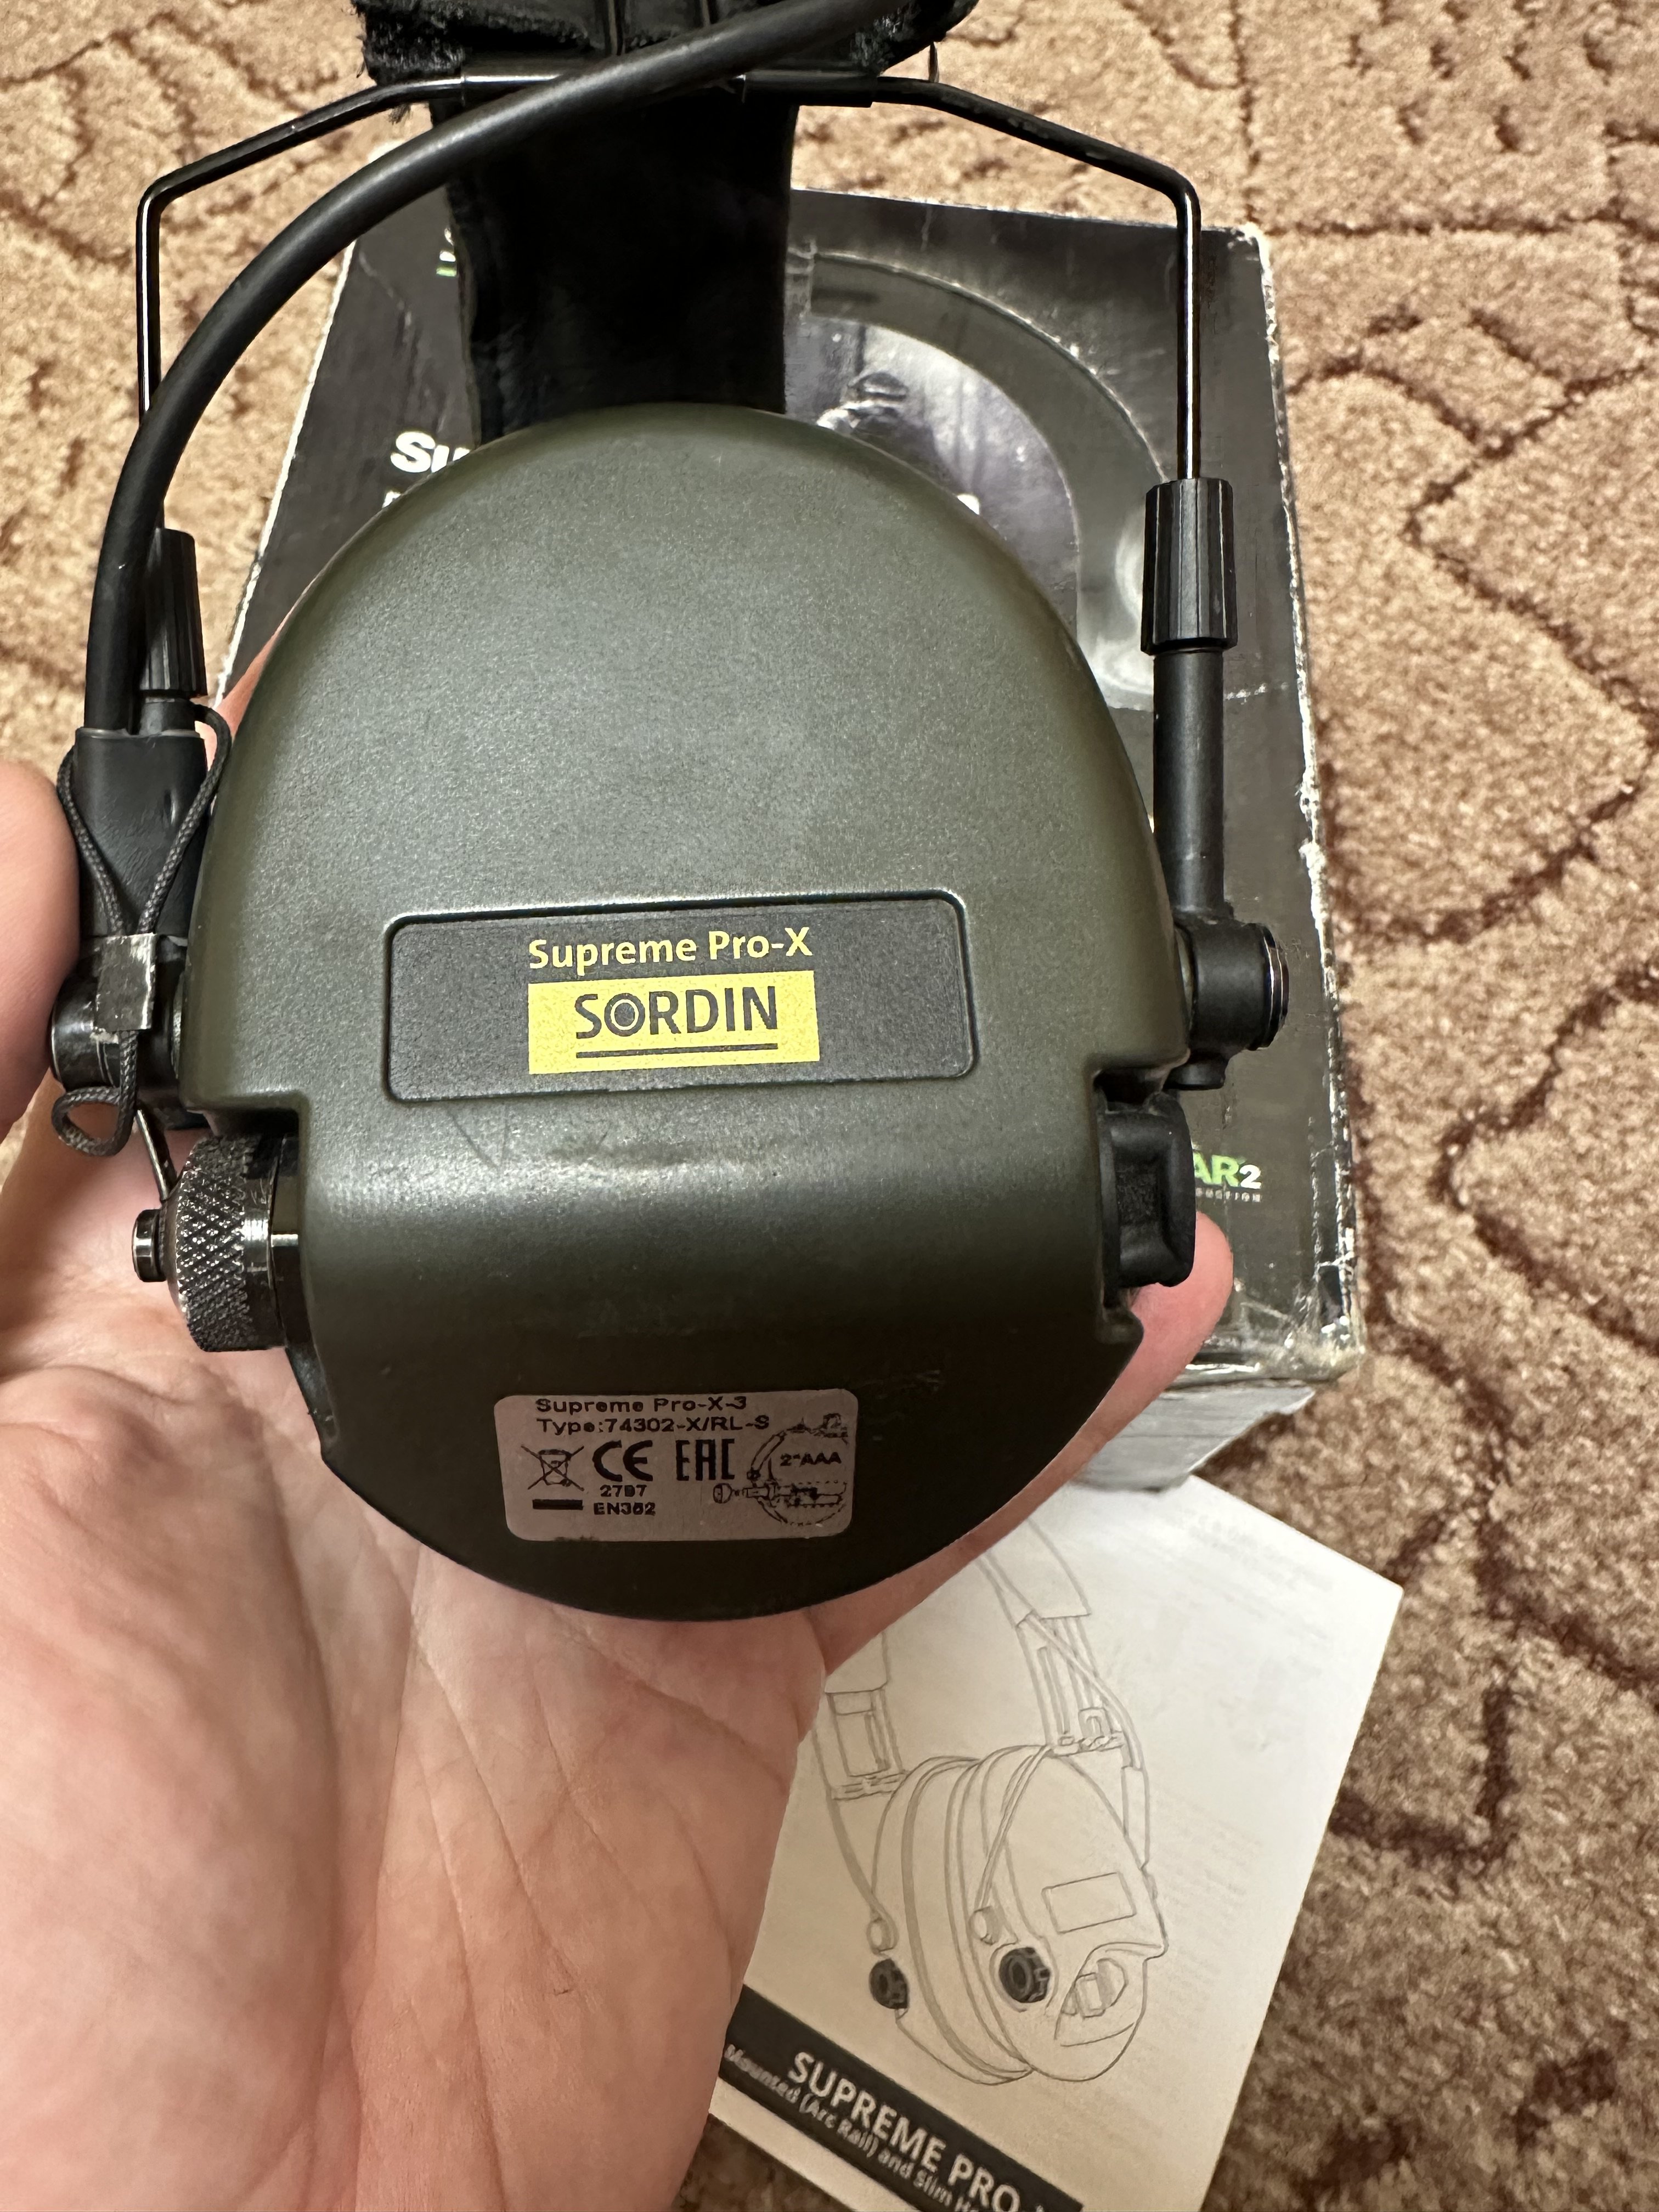 Supreme Pro-X
SORDIN
AR2
Supreme Pro-X-3
Type:74302-X/RL-S
CE EAC 2*AAA
2797
EN352
SUPREME PRO
Mounted (Arc Rail) and Slim